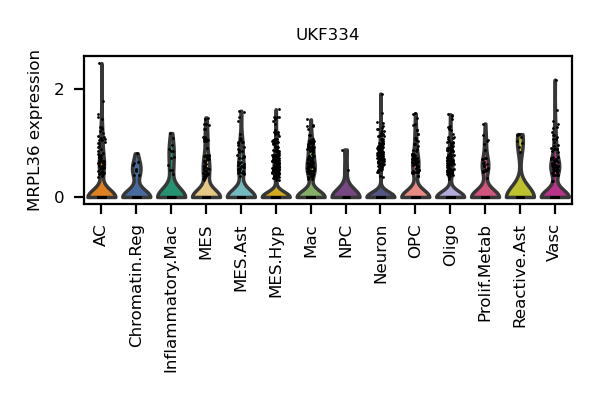 UKF334
MRPL36 expression
2
0
AC
Chromatin.Reg
Inflammatory.Mac
MES
MES.Ast
MES.Hyp
Mac
NPC
Neuron
OPC
Oligo
Prolif.Metab
Reactive.Ast
Vasc